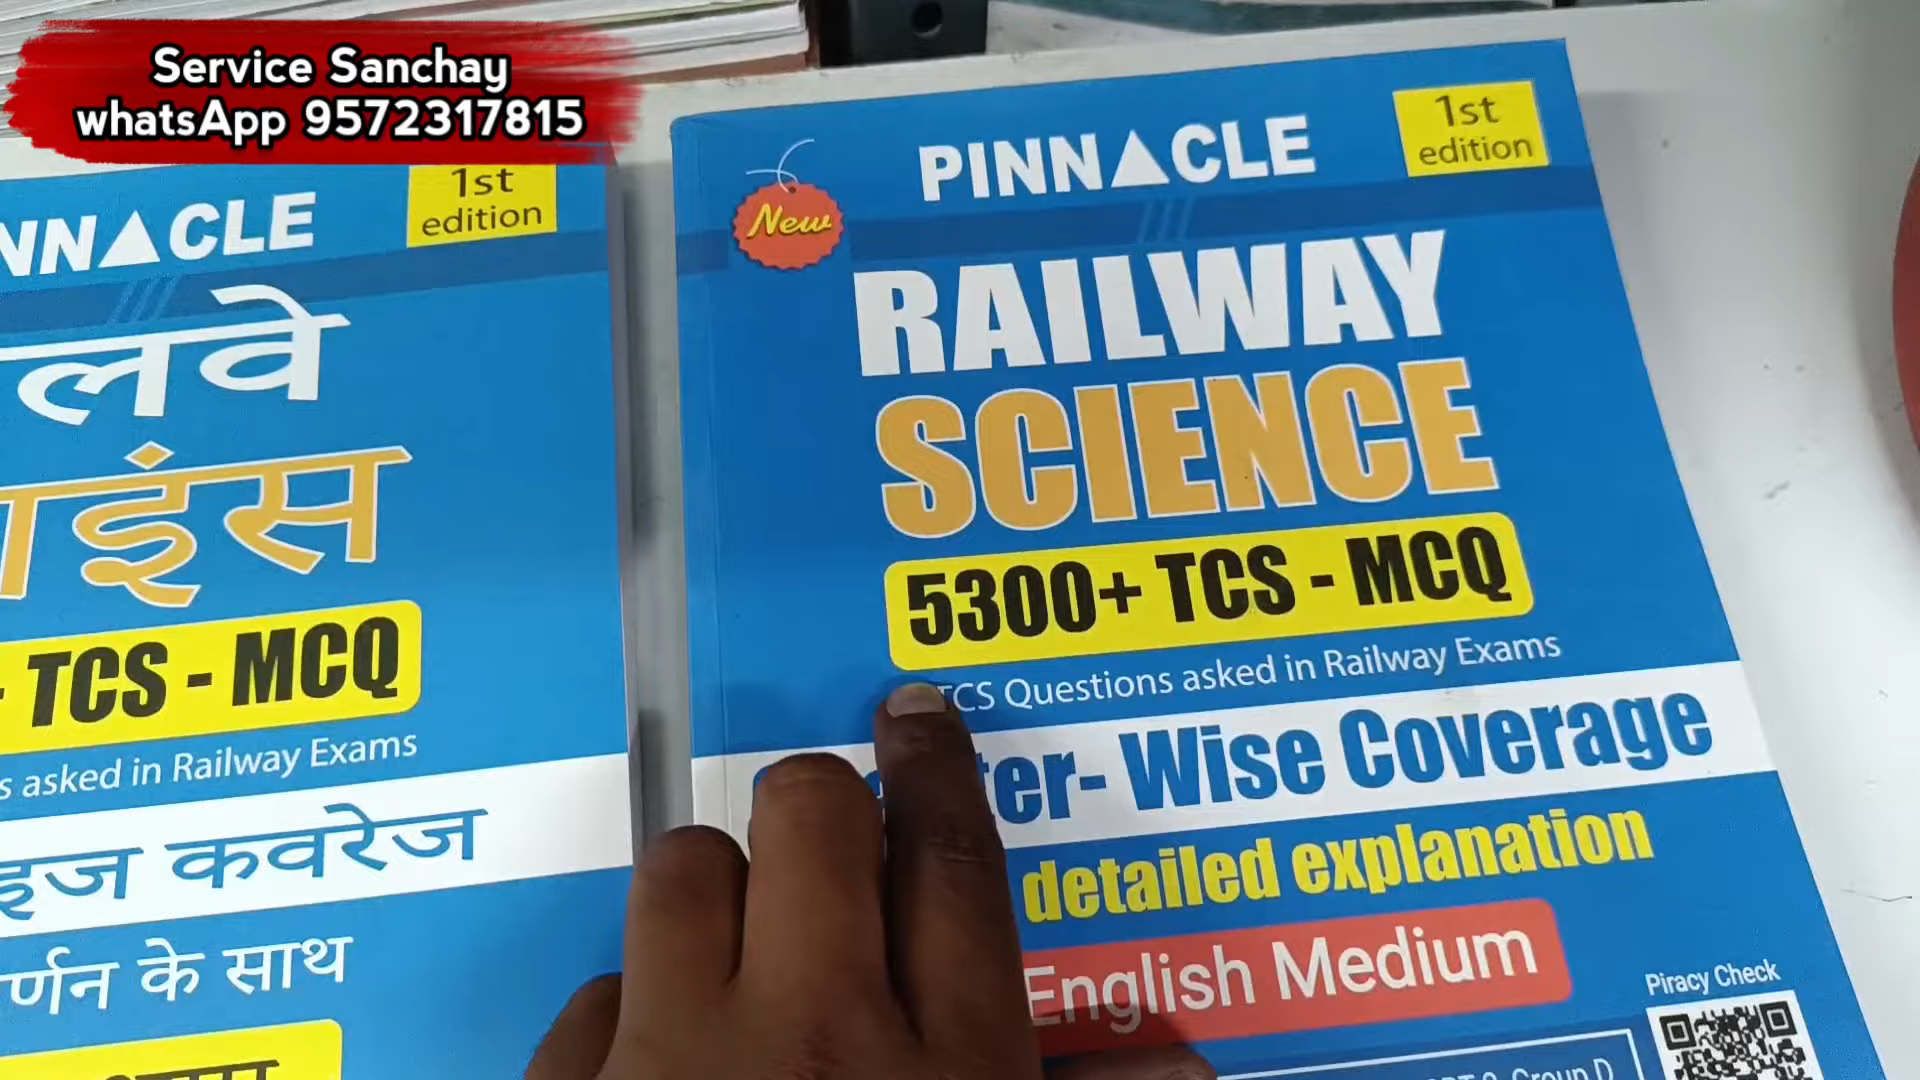 Service Sanchay
whatsApp 9572317815
1st
edition
लवे
इंस
TCS - MCQ
asked in Railway Exams
कवरेज
के साथ
PINNACLE
1st
edition
New
RAILWAY
SCIENCE
5300+ TCS - MCQ
TCS Questions asked in Railway Exams
Wise Coverage
detailed explanation
English Medium
Piracy Check
Group D